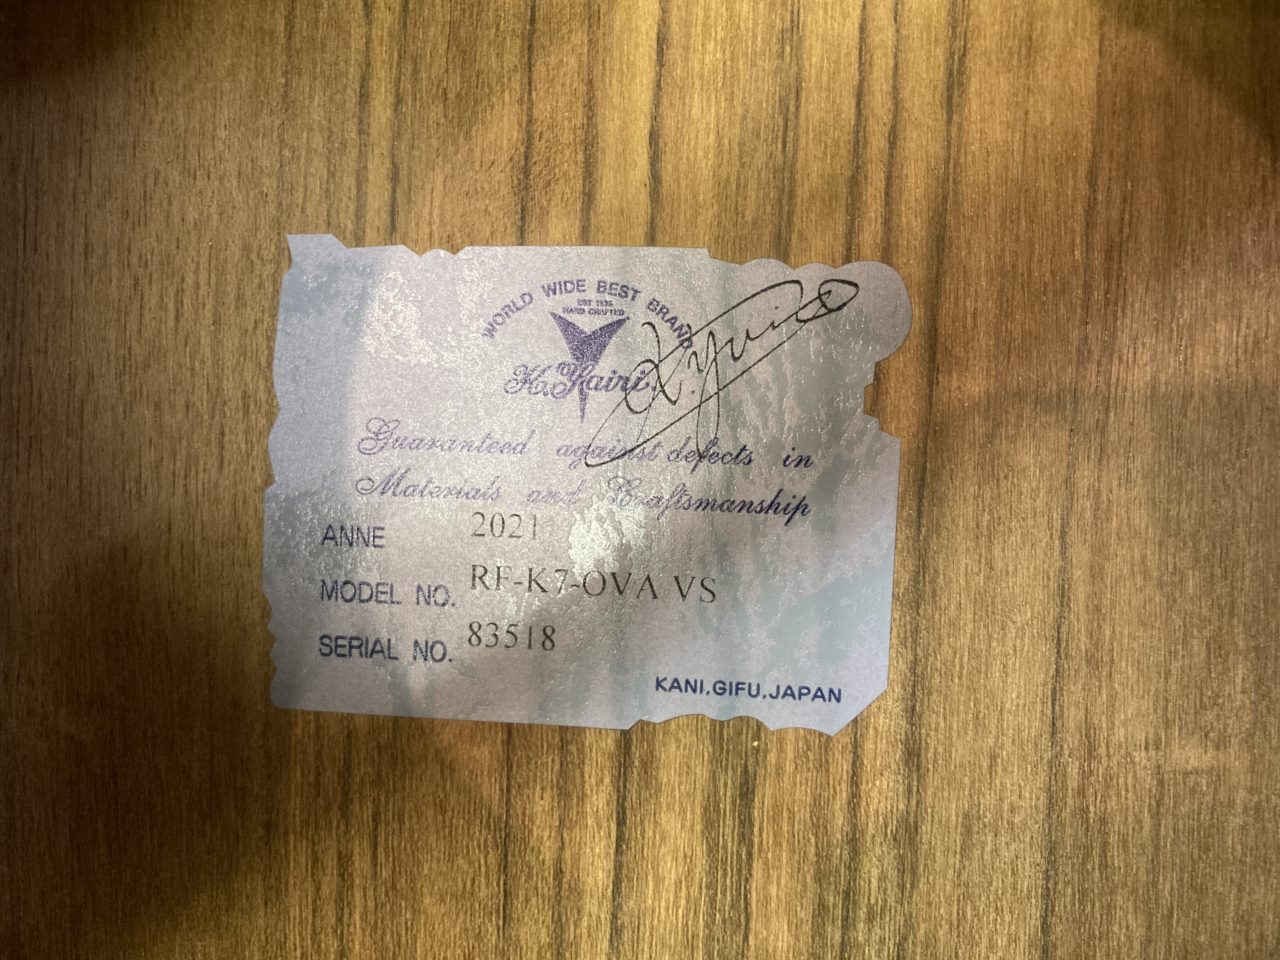 WORLD WIDE BEST BRAND
EST 1935
HAND CRAFTED
K.Yairi
K.Yairi
Guaranteed against defects in
Materials and Craftsmanship
ANNE 2021
MODEL NO. RF-K7-OVA VS
SERIAL NO. 83518
KANI.GIFU.JAPAN